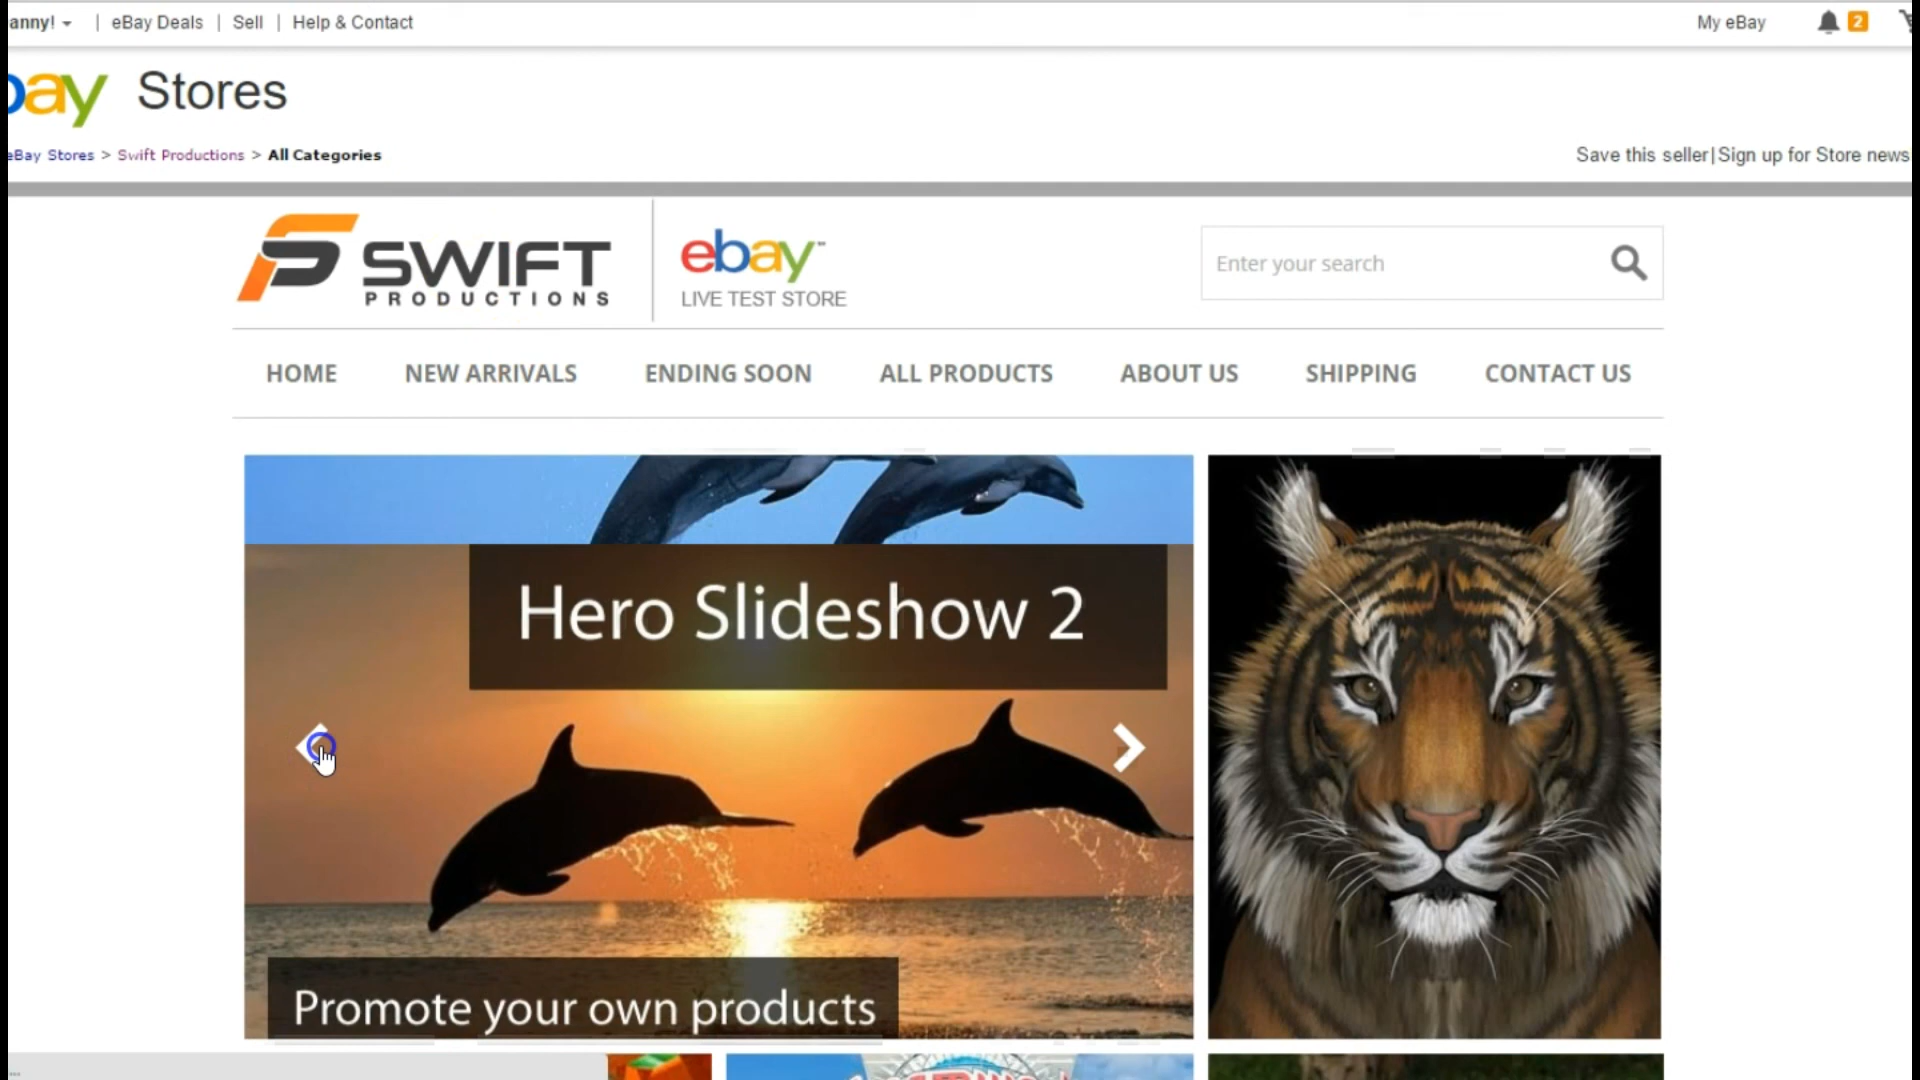 anny! | eBay Deals | Sell | Help & Contact My eBay 2
bay Stores
eBay Stores > Swift Productions > All Categories Save this seller|Sign up for Store news
SWIFT
PRODUCTIONS
ebay™
LIVE TEST STORE
Enter your search
HOME NEW ARRIVALS ENDING SOON ALL PRODUCTS ABOUT US SHIPPING CONTACT US
Hero Slideshow 2
Promote your own products
...